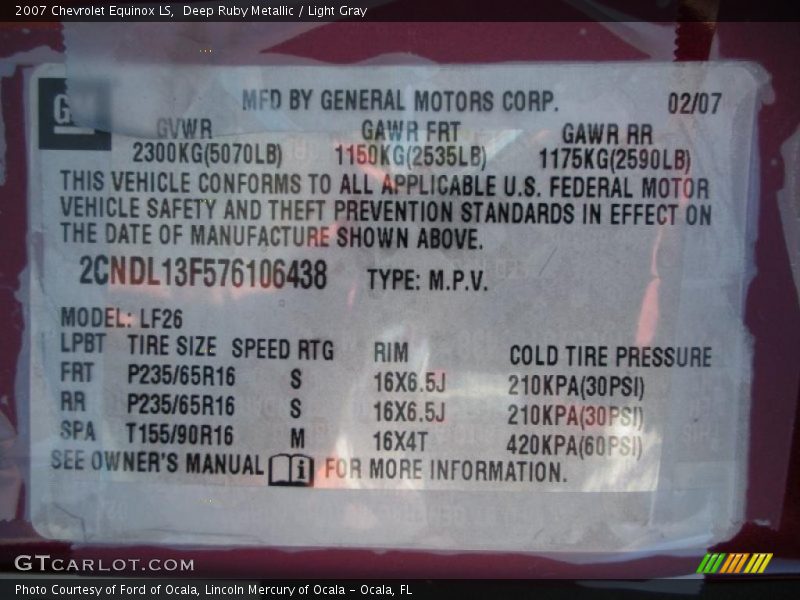 2007 Chevrolet Equinox LS, Deep Ruby Metallic / Light Gray
GM
MFD BY GENERAL MOTORS CORP. 02/07
GVWR GAWR FRT GAWR RR
2300KG(5070LB) 1150KG(2535LB) 1175KG(2590LB)
THIS VEHICLE CONFORMS TO ALL APPLICABLE U.S. FEDERAL MOTOR
VEHICLE SAFETY AND THEFT PREVENTION STANDARDS IN EFFECT ON
THE DATE OF MANUFACTURE SHOWN ABOVE.
2CNDL13F576106438 TYPE: M.P.V.
MODEL: LF26
LPBT TIRE SIZE SPEED RTG RIM COLD TIRE PRESSURE
FRT P235/65R16 S 16X6.5J 210KPA(30PSI)
RR P235/65R16 S 16X6.5J 210KPA(30PSI)
SPA T155/90R16 M 16X4T 420KPA(60PSI)
SEE OWNER'S MANUAL i FOR MORE INFORMATION.
GTCARLOT.COM
Photo Courtesy of Ford of Ocala, Lincoln Mercury of Ocala - Ocala, FL